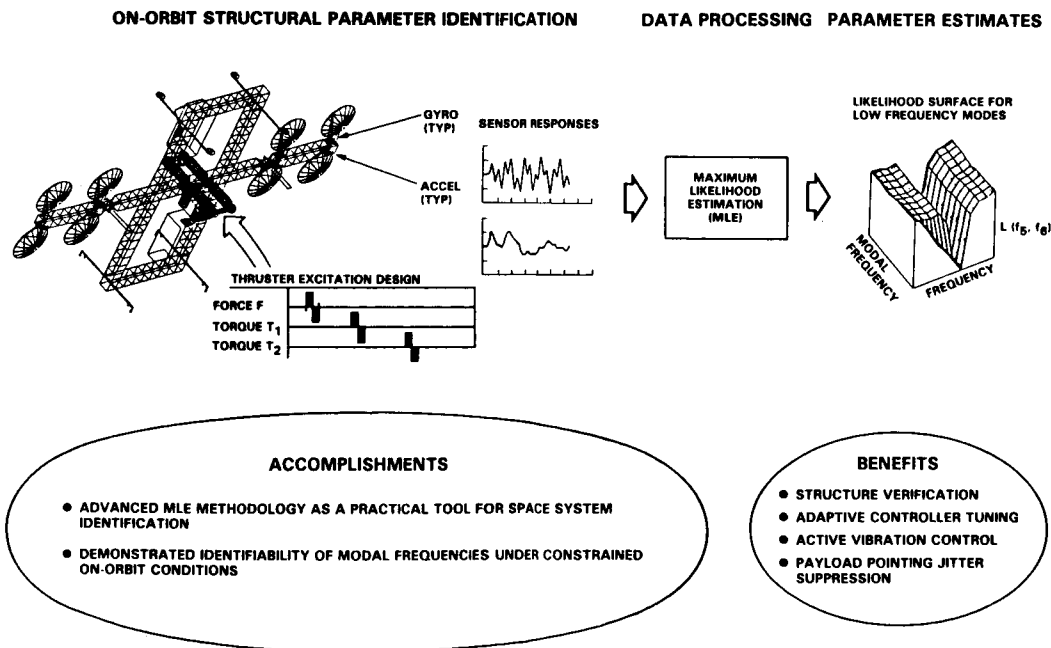 ON-ORBIT STRUCTURAL PARAMETER IDENTIFICATION
DATA PROCESSING
PARAMETER ESTIMATES
GYRO
(TYP)
ACCEL
(TYP)
SENSOR RESPONSES
MAXIMUM
LIKELIHOOD
ESTIMATION
(MLE)
LIKELIHOOD SURFACE FOR
LOW FREQUENCY MODES
L (f5, f6)
MODAL
FREQUENCY
FREQUENCY
THRUSTER EXCITATION DESIGN
FORCE F
TORQUE T1
TORQUE T2
ACCOMPLISHMENTS
● ADVANCED MLE METHODOLOGY AS A PRACTICAL TOOL FOR SPACE SYSTEM
IDENTIFICATION
● DEMONSTRATED IDENTIFIABILITY OF MODAL FREQUENCIES UNDER CONSTRAINED
ON-ORBIT CONDITIONS
BENEFITS
● STRUCTURE VERIFICATION
● ADAPTIVE CONTROLLER TUNING
● ACTIVE VIBRATION CONTROL
● PAYLOAD POINTING JITTER
SUPPRESSION